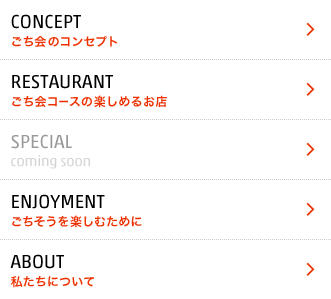 CONCEPT
ごち会のコンセプト
RESTAURANT
ごち会コースの楽しめるお店
SPECIAL
coming soon
ENJOYMENT
ごちそうを楽しむために
ABOUT
私たちについて